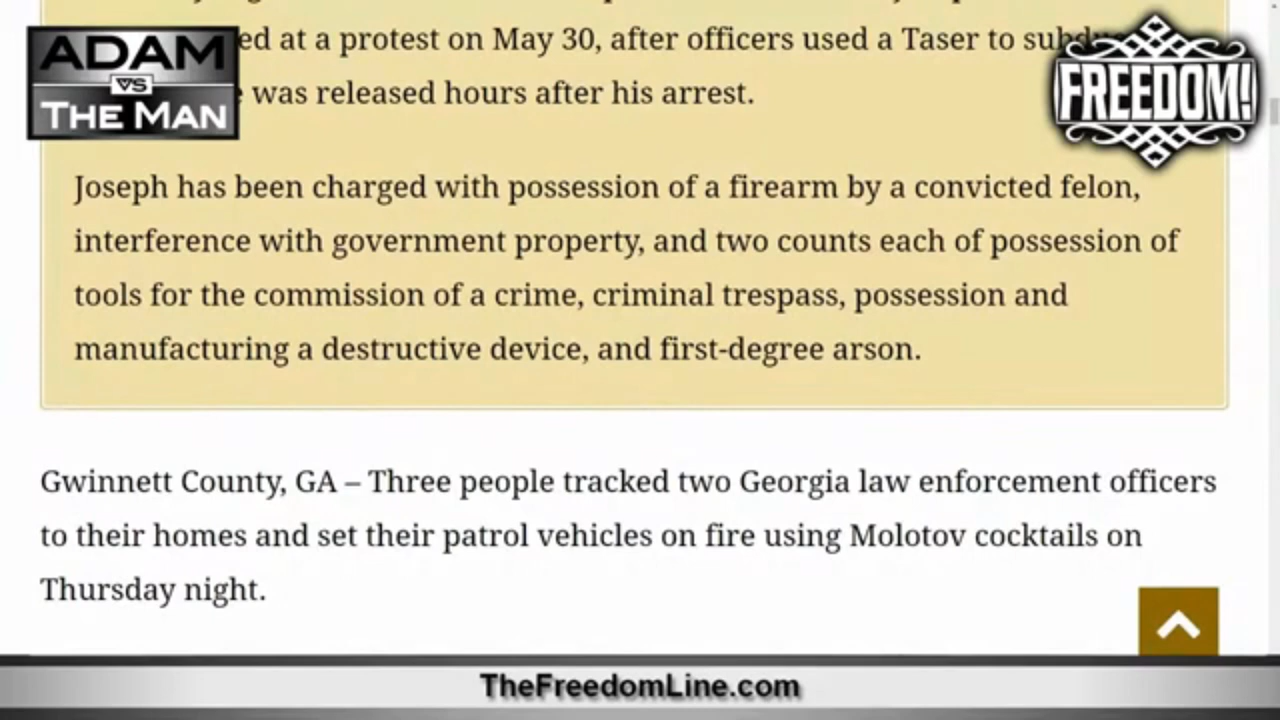 ADAM
VS
THE MAN
FREEDOM!
ed at a protest on May 30, after officers used a Taser to
was released hours after his arrest.
Joseph has been charged with possession of a firearm by a convicted felon,
interference with government property, and two counts each of possession of
tools for the commission of a crime, criminal trespass, possession and
manufacturing a destructive device, and first-degree arson.
Gwinnett County, GA – Three people tracked two Georgia law enforcement officers
to their homes and set their patrol vehicles on fire using Molotov cocktails on
Thursday night.
TheFreedomLine.com